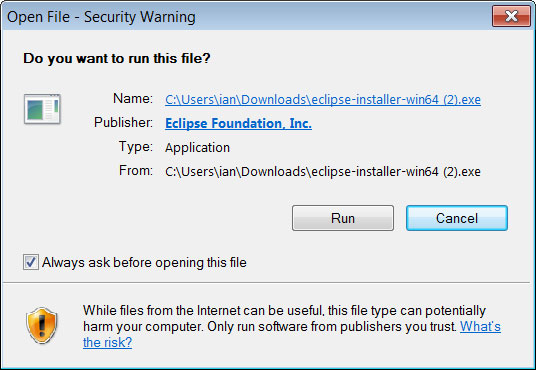 Open File - Security Warning
Do you want to run this file?
Name: C:\Users\ian\Downloads\eclipse-installer-win64 (2).exe
Publisher: Eclipse Foundation, Inc.
Type: Application
From: C:\Users\ian\Downloads\eclipse-installer-win64 (2).exe
Run Cancel
Always ask before opening this file
While files from the Internet can be useful, this file type can potentially
harm your computer. Only run software from publishers you trust. What's
the risk?